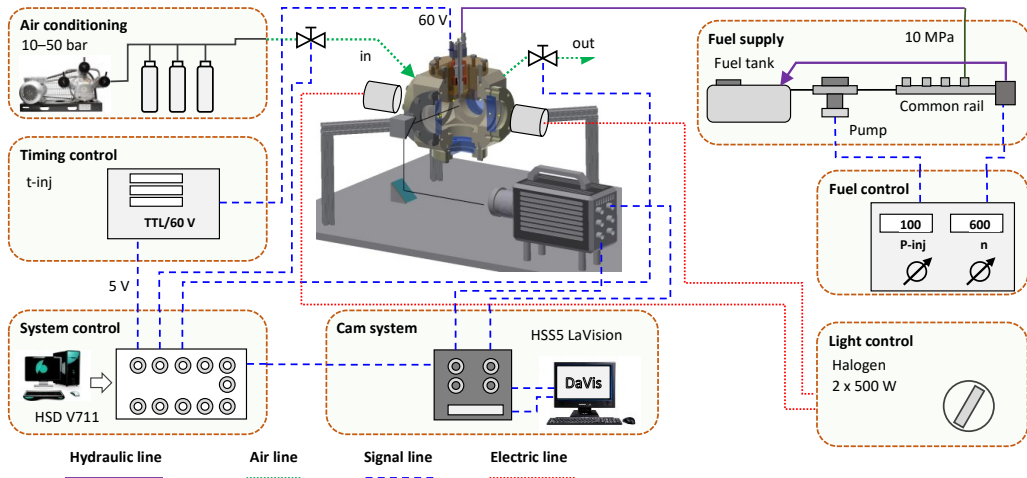 Air conditioning
10–50 bar
60 V
in
out
10 MPa
Fuel supply
Fuel tank
Common rail
Pump
Timing control
t-inj
TTL/60 V
Fuel control
100
600
P-inj
n
5 V
System control
HSD V711
Cam system
HSS5 LaVision
DaVis
Light control
Halogen
2 x 500 W
Hydraulic line
Air line
Signal line
Electric line